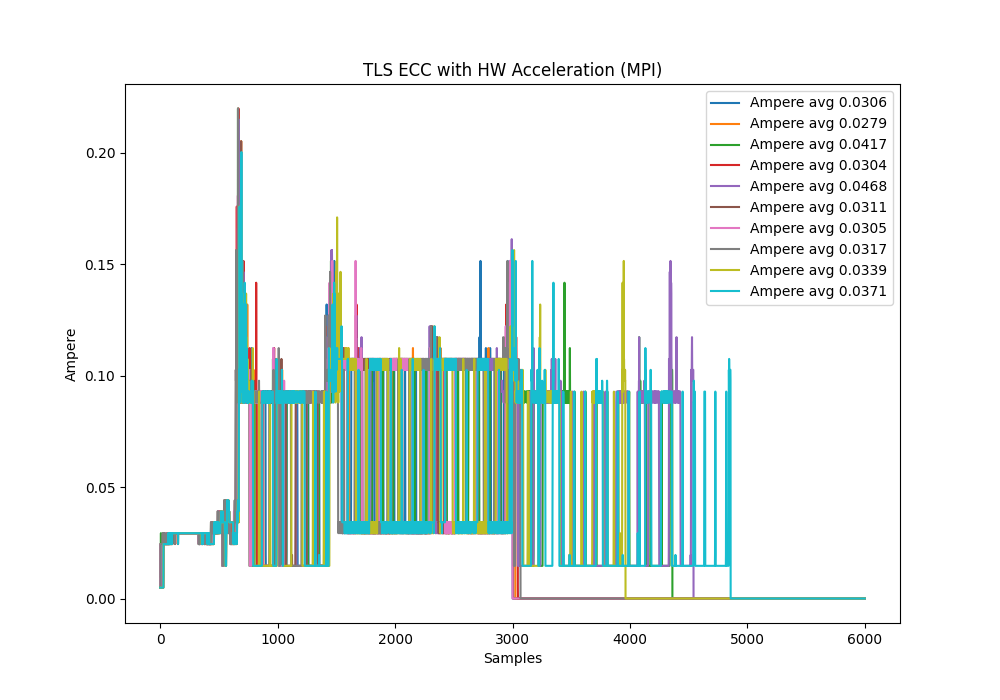 TLS ECC with HW Acceleration (MPI)
Ampere avg 0.0306
Ampere avg 0.0279
Ampere avg 0.0417
Ampere avg 0.0304
Ampere avg 0.0468
Ampere avg 0.0311
Ampere avg 0.0305
Ampere avg 0.0317
Ampere avg 0.0339
Ampere avg 0.0371
0.20
0.15
0.10
0.05
0.00
Ampere
0 1000 2000 3000 4000 5000 6000
Samples